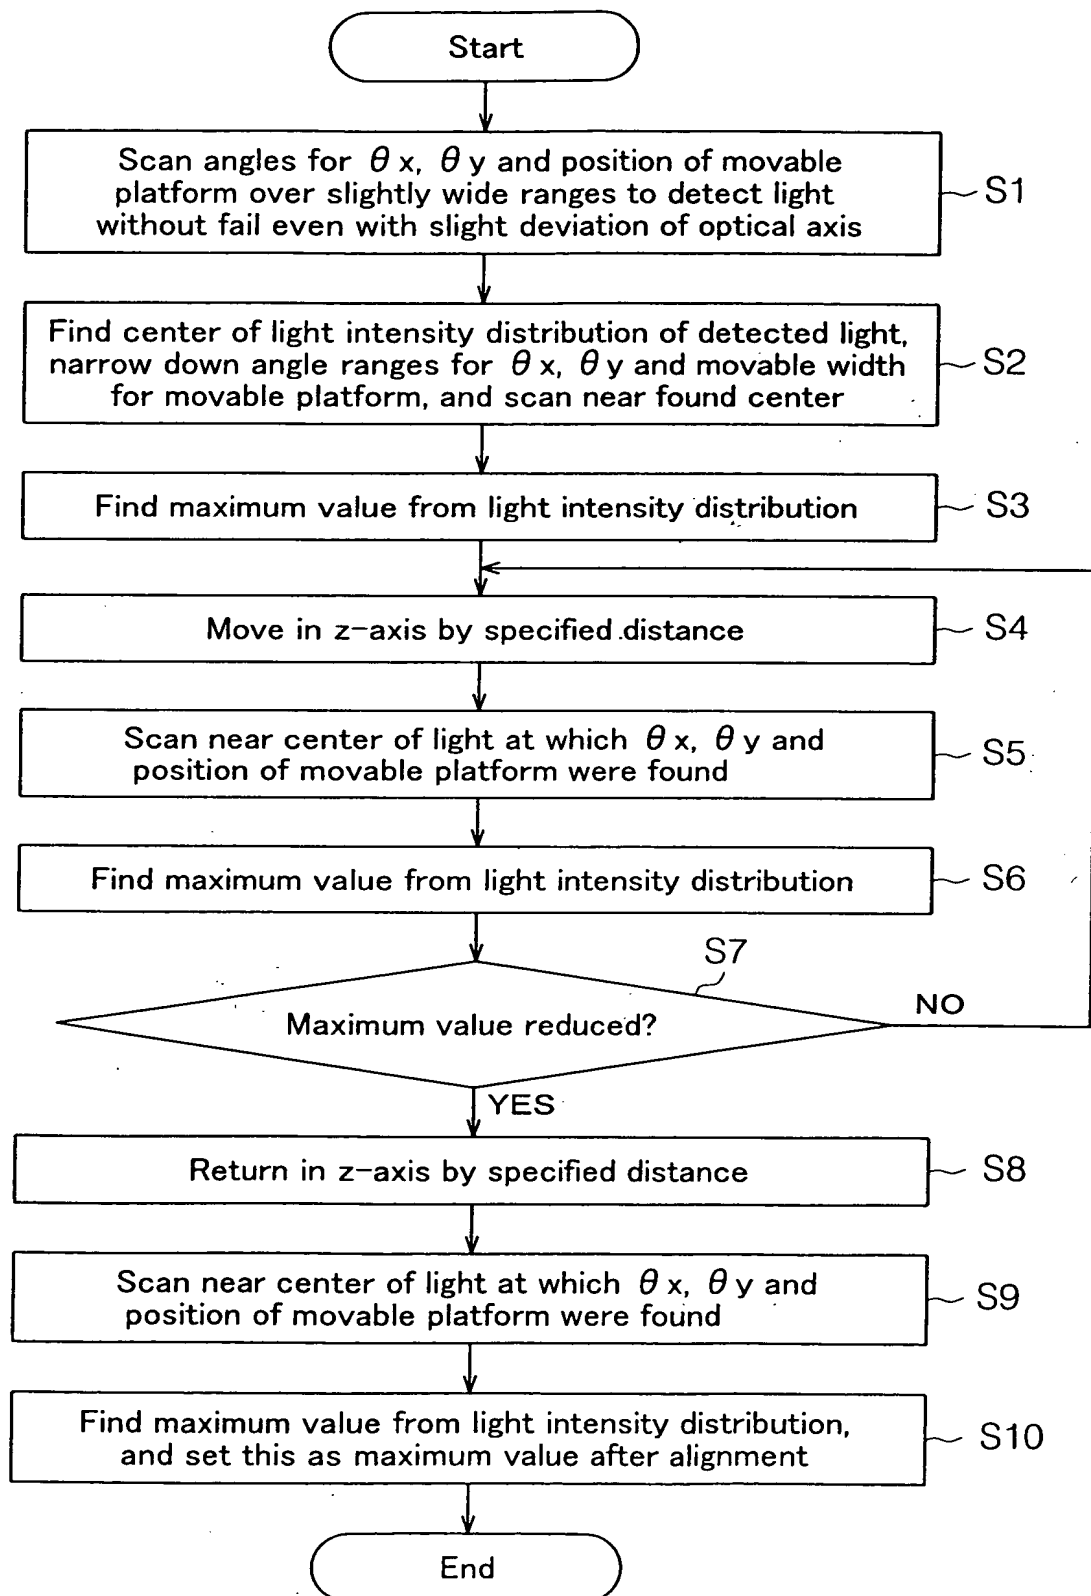 Start
Scan angles for θx, θy and position of movable
platform over slightly wide ranges to detect light
without fail even with slight deviation of optical axis
S1
Find center of light intensity distribution of detected light,
narrow down angle ranges for θx, θy and movable width
for movable platform, and scan near found center
S2
Find maximum value from light intensity distribution
S3
Move in z-axis by specified distance
S4
Scan near center of light at which θx, θy and
position of movable platform were found
S5
Find maximum value from light intensity distribution
S6
S7
Maximum value reduced?
NO
YES
Return in z-axis by specified distance
S8
Scan near center of light at which θx, θy and
position of movable platform were found
S9
Find maximum value from light intensity distribution,
and set this as maximum value after alignment
S10
End